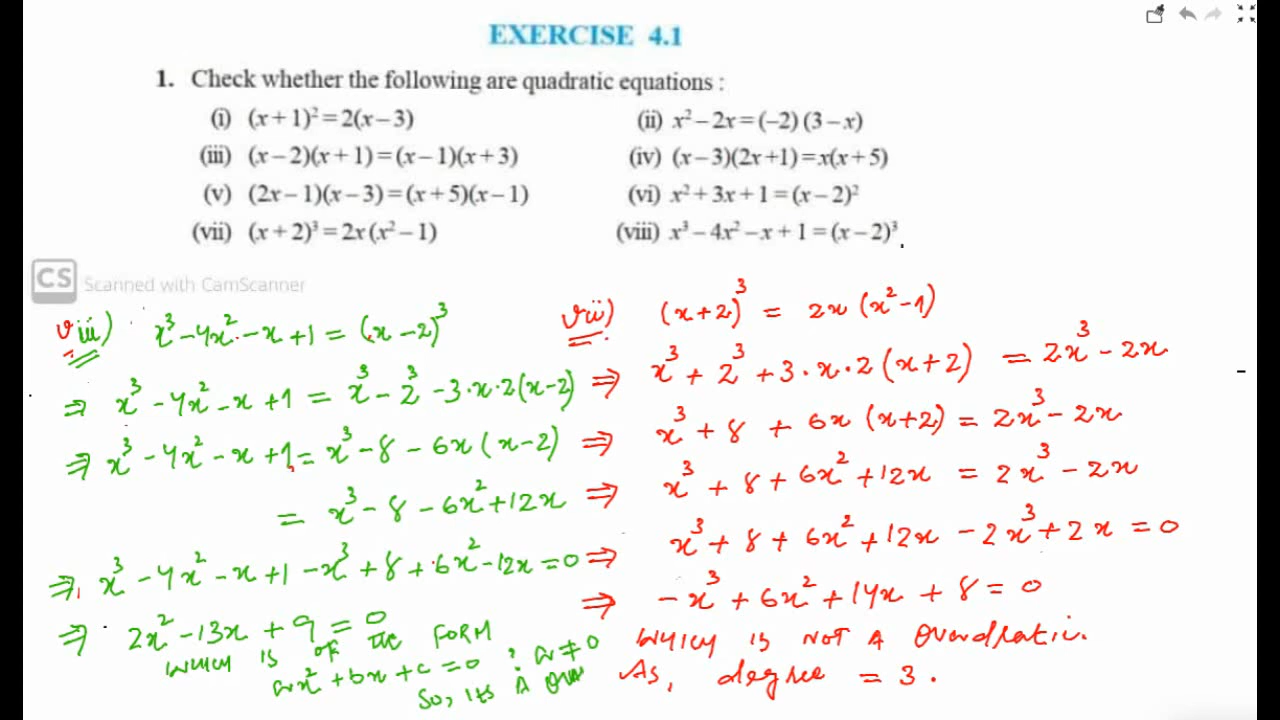 EXERCISE 4.1
1. Check whether the following are quadratic equations :
(i) (x + 1)² = 2(x – 3) (ii) x² – 2x = (–2) (3 – x)
(iii) (x – 2)(x + 1) = (x – 1)(x + 3) (iv) (x – 3)(2x +1) = x(x + 5)
(v) (2x – 1)(x – 3) = (x + 5)(x – 1) (vi) x² + 3x + 1 = (x – 2)²
(vii) (x + 2)³ = 2x (x² – 1) (viii) x³ – 4x² – x + 1 = (x – 2)³
CS Scanned with CamScanner
viii) x³ - 4x² - x + 1 = (x - 2)³
⇒ x³ - 4x² - x + 1 = x³ - 2³ - 3·x·2(x-2)
⇒ x³ - 4x² - x + 1 = x³ - 8 - 6x(x-2)
= x³ - 8 - 6x² + 12x
⇒ x³ - 4x² - x + 1 - x³ + 8 + 6x² - 12x = 0
⇒ 2x² - 13x + 9 = 0
WHICH IS OF THE FORM
ax² + bx + c = 0 ; a ≠ 0
So, its A QUA
vii) (x + 2)³ = 2x (x² - 1)
⇒ x³ + 2³ + 3·x·2(x+2) = 2x³ - 2x
⇒ x³ + 8 + 6x (x+2) = 2x³ - 2x
⇒ x³ + 8 + 6x² + 12x = 2x³ - 2x
⇒ x³ + 8 + 6x² + 12x - 2x³ + 2x = 0
⇒ -x³ + 6x² + 14x + 8 = 0
WHICH IS NOT A QUADRATIC.
AS, degree = 3.